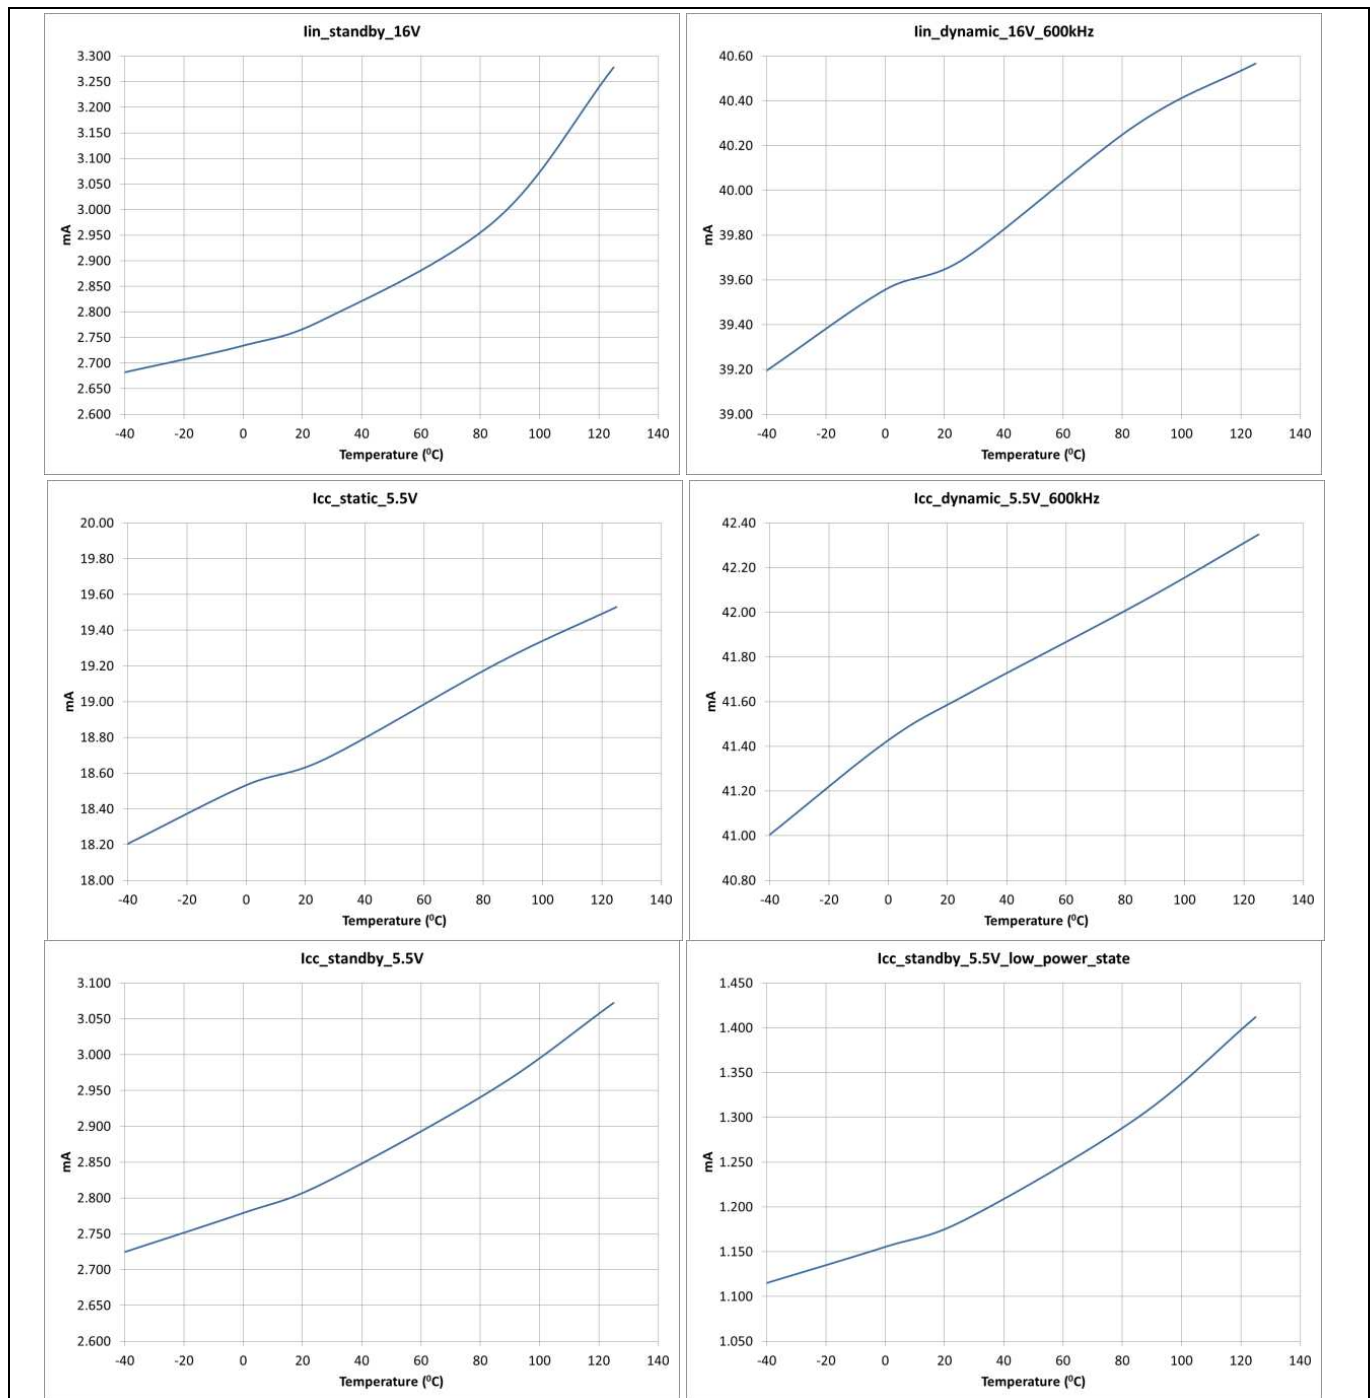 Iin_standby_16V
3.300
3.250
3.200
3.150
3.100
3.050
3.000
2.950
2.900
2.850
2.800
2.750
2.700
2.650
2.600
mA
-40 -20 0 20 40 60 80 100 120 140
Temperature (⁰C)
Iin_dynamic_16V_600kHz
40.60
40.40
40.20
40.00
39.80
39.60
39.40
39.20
39.00
mA
-40 -20 0 20 40 60 80 100 120 140
Temperature (⁰C)
Icc_static_5.5V
20.00
19.80
19.60
19.40
19.20
19.00
18.80
18.60
18.40
18.20
18.00
mA
-40 -20 0 20 40 60 80 100 120 140
Temperature (⁰C)
Icc_dynamic_5.5V_600kHz
42.40
42.20
42.00
41.80
41.60
41.40
41.20
41.00
40.80
mA
-40 -20 0 20 40 60 80 100 120 140
Temperature (⁰C)
Icc_standby_5.5V
3.100
3.050
3.000
2.950
2.900
2.850
2.800
2.750
2.700
2.650
2.600
mA
-40 -20 0 20 40 60 80 100 120 140
Temperature (⁰C)
Icc_standby_5.5V_low_power_state
1.450
1.400
1.350
1.300
1.250
1.200
1.150
1.100
1.050
mA
-40 -20 0 20 40 60 80 100 120 140
Temperature (⁰C)